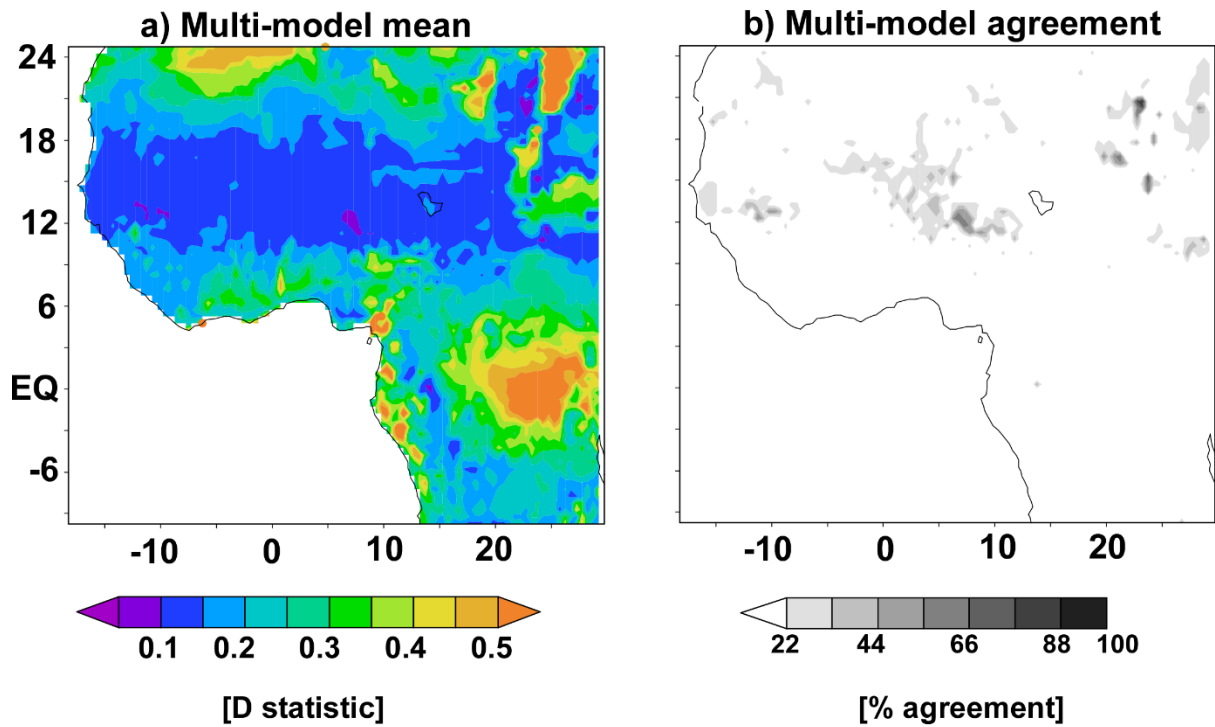 a) Multi-model mean
b) Multi-model agreement
24
18
12
6
EQ
-6
-10 0 10 20
-10 0 10 20
0.1 0.2 0.3 0.4 0.5
22 44 66 88 100
[D statistic]
[% agreement]